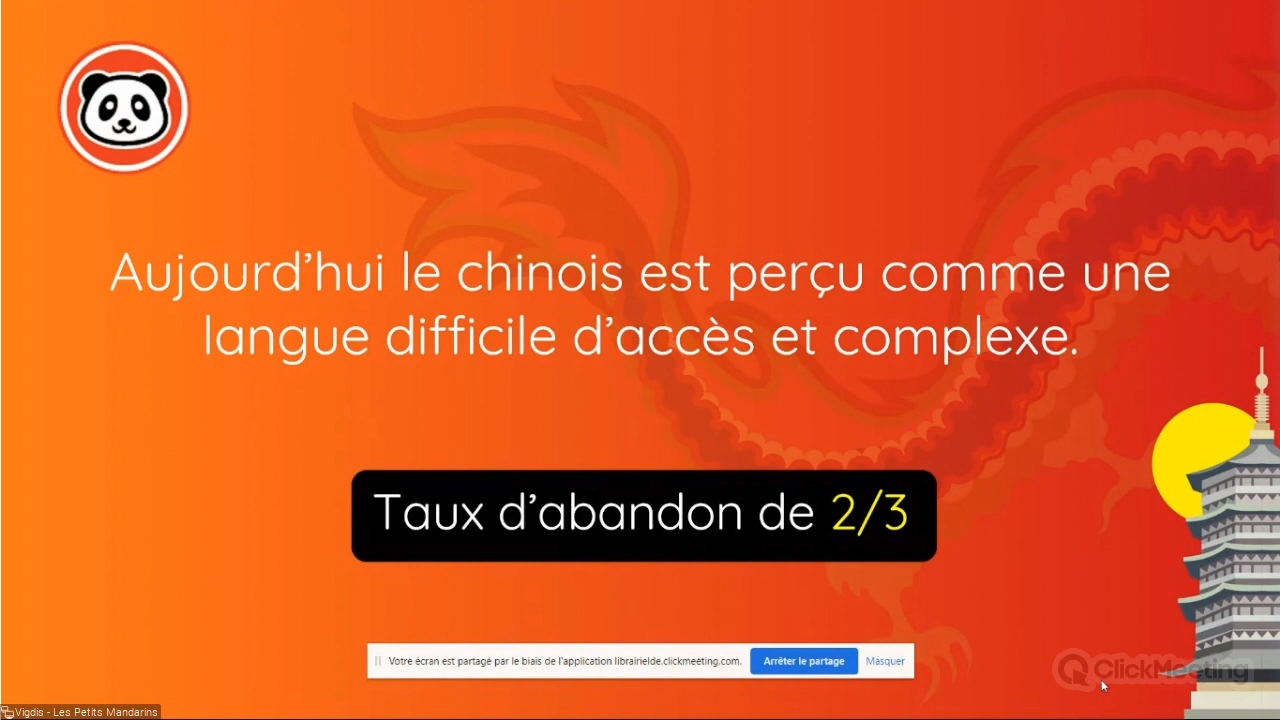 Aujourd’hui le chinois est perçu comme une
langue difficile d’accès et complexe.
Taux d’abandon de 2/3
Votre écran est partagé par le biais de l'application librairielde.clickmeeting.com. Arrêter le partage Masquer
ClickMeeting
Vigdis - Les Petits Mandarins